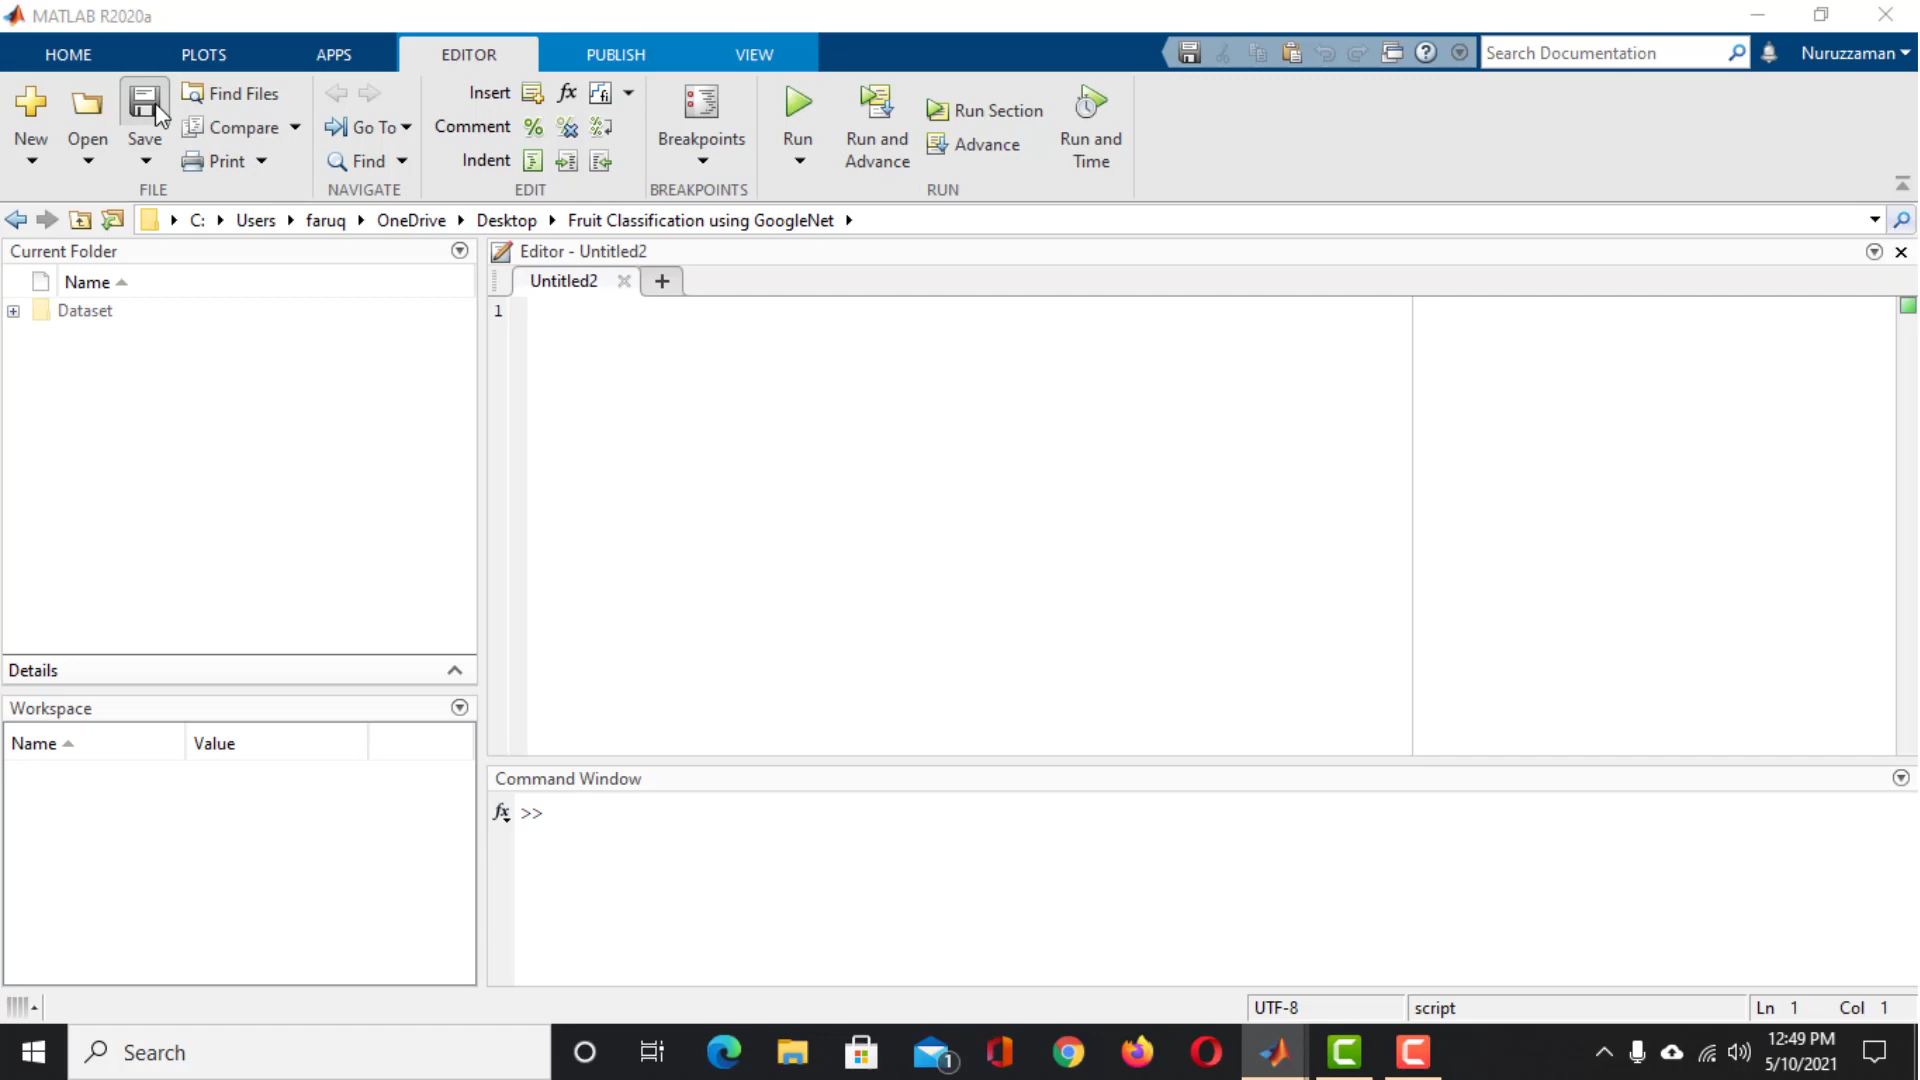 MATLAB R2020a
HOME PLOTS APPS EDITOR PUBLISH VIEW Search Documentation Nuruzzaman
New Open Save Find Files Compare Print
FILE
Go To Find
NAVIGATE
Insert fx
Comment
Indent
EDIT
Breakpoints
BREAKPOINTS
Run Run and Advance Run Section Advance Run and Time
RUN
C: Users faruq OneDrive Desktop Fruit Classification using GoogleNet
Current Folder
Name
Dataset
Details
Workspace
Name Value
Editor - Untitled2
Untitled2 +
1
Command Window
fx >>
UTF-8 script Ln 1 Col 1
Search 1 12:49 PM
5/10/2021